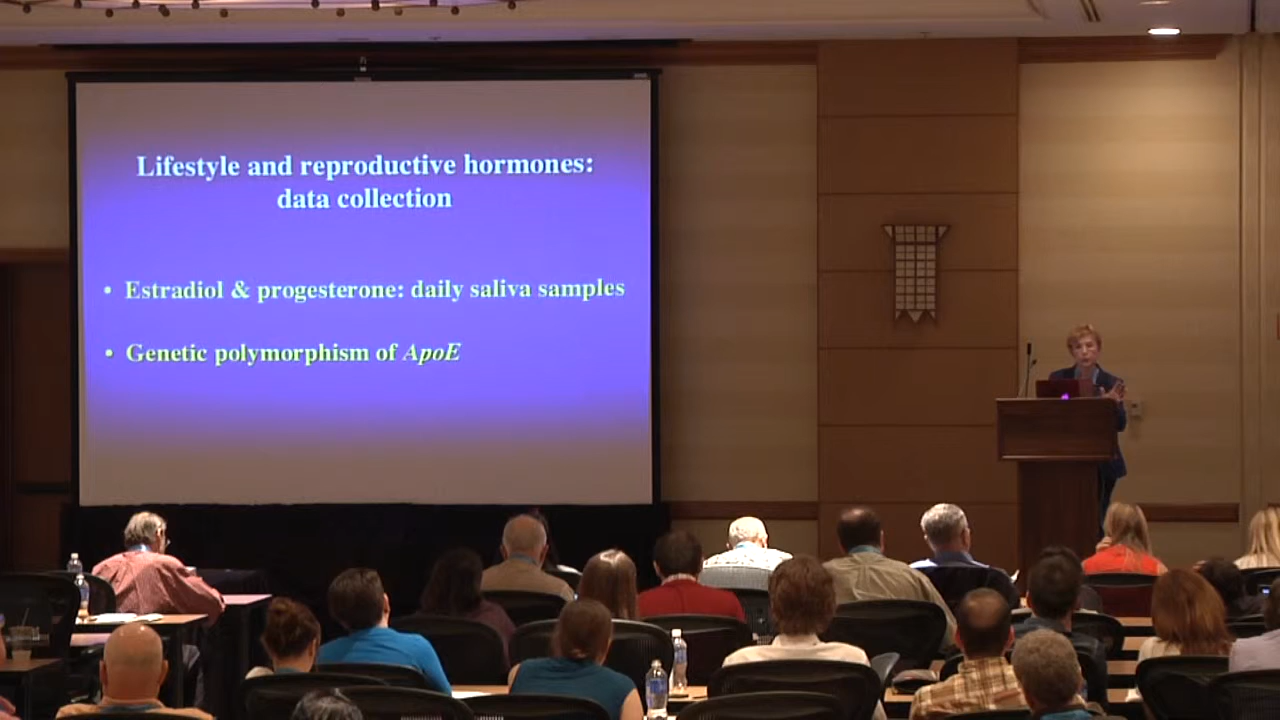 Lifestyle and reproductive hormones:
data collection
• Estradiol & progesterone: daily saliva samples
• Genetic polymorphism of ApoE